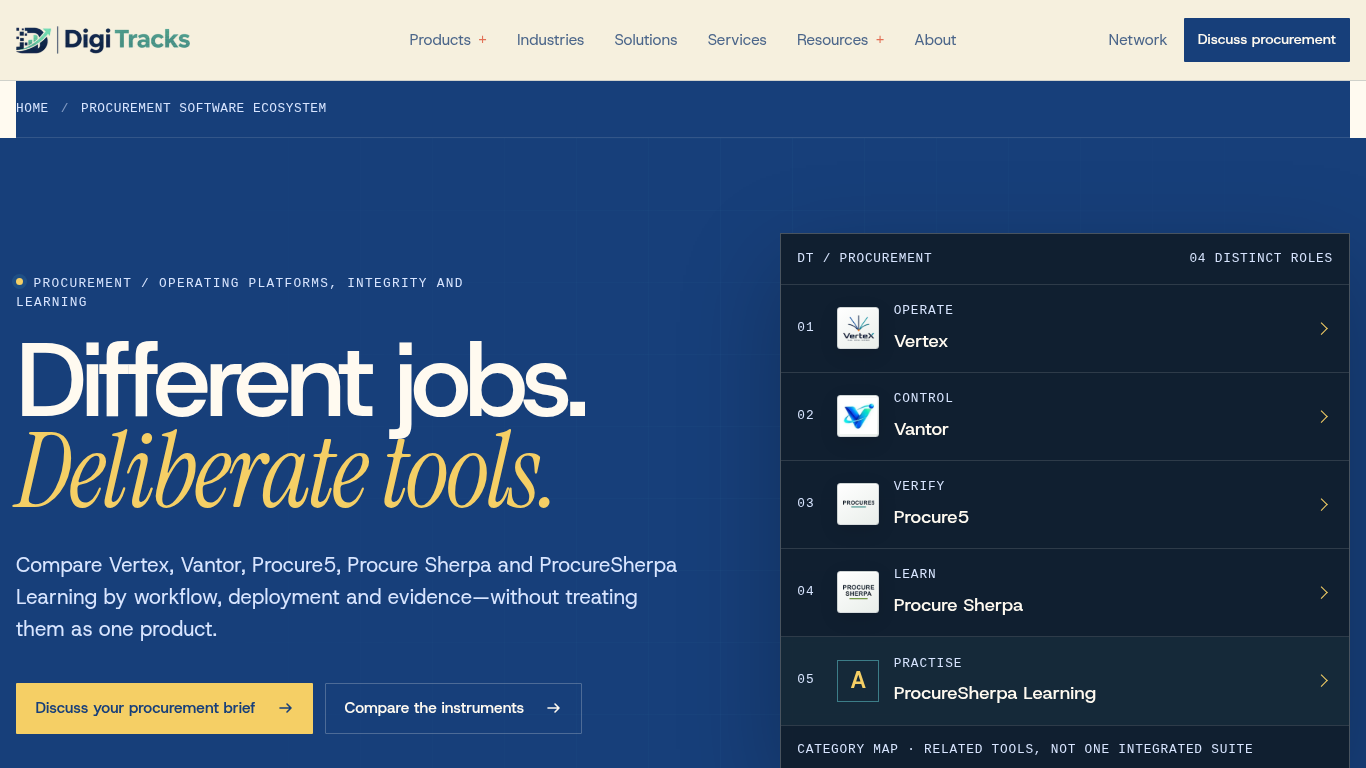 Digi Tracks
Products +
Industries
Solutions
Services
Resources +
About
Network
Discuss procurement
HOME / PROCUREMENT SOFTWARE ECOSYSTEM
PROCUREMENT / OPERATING PLATFORMS, INTEGRITY AND
LEARNING
Different jobs.
Deliberate tools.
Compare Vertex, Vantor, Procure5, Procure Sherpa and ProcureSherpa
Learning by workflow, deployment and evidence—without treating
them as one product.
Discuss your procurement brief →
Compare the instruments →
DT / PROCUREMENT
04 DISTINCT ROLES
01
VerteX
OPERATE
Vertex
02
CONTROL
Vantor
03
PROCURE5
VERIFY
Procure5
04
PROCURE
SHERPA
LEARN
Procure Sherpa
05
A
PRACTISE
ProcureSherpa Learning
CATEGORY MAP · RELATED TOOLS, NOT ONE INTEGRATED SUITE